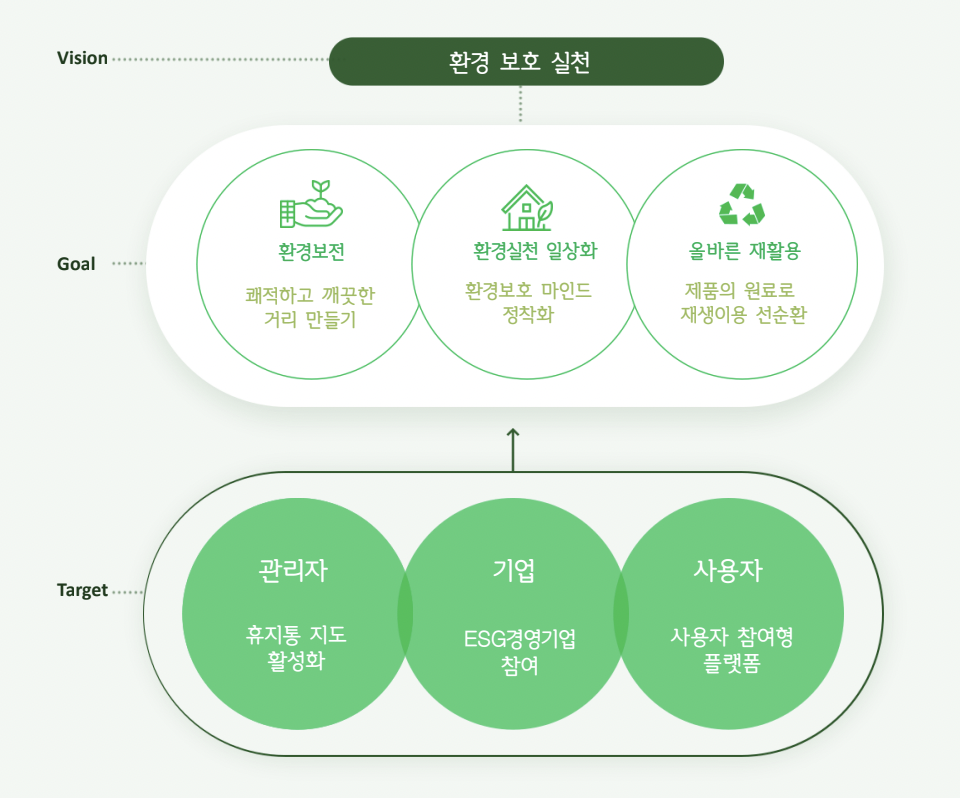 Vision
환경 보호 실천
Goal
환경보전
쾌적하고 깨끗한
거리 만들기
환경실천 일상화
환경보호 마인드
정착화
올바른 재활용
제품의 원료로
재생이용 선순환
Target
관리자
휴지통 지도
활성화
기업
ESG경영기업
참여
사용자
사용자 참여형
플랫폼